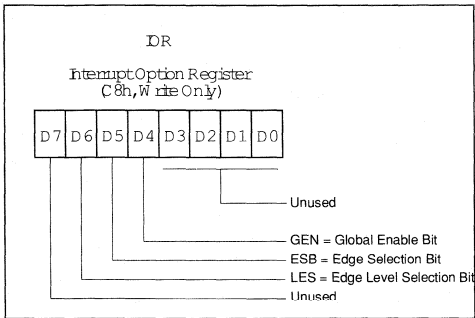 IOR
Interrupt Option Register
(C8h, Write Only)
D7 D6 D5 D4 D3 D2 D1 D0
Unused
GEN = Global Enable Bit
ESB = Edge Selection Bit
LES = Edge Level Selection Bit
Unused